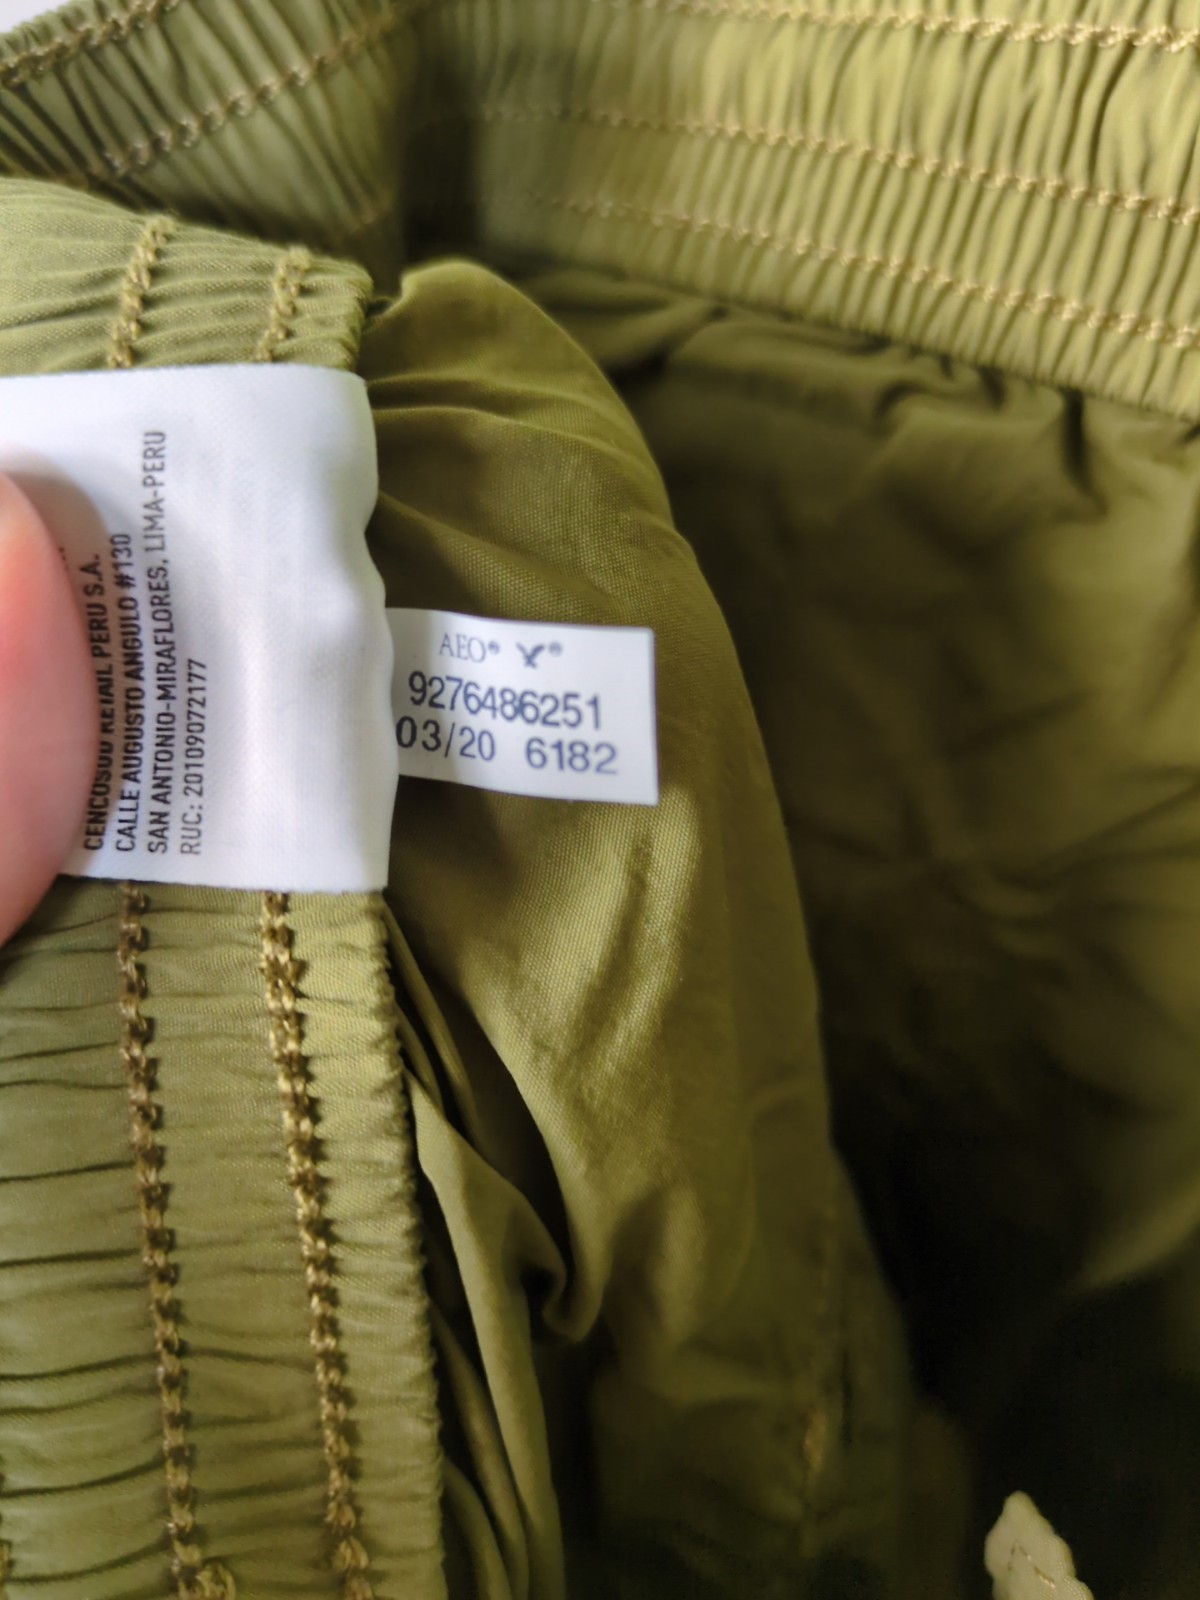 CENCOSUD RETAIL PERU S.A.
CALLE AUGUSTO ANGULO #130
SAN ANTONIO-MIRAFLORES, LIMA-PERU
RUC: 20109072177
AEO® ®
9276486251
03/20 6182